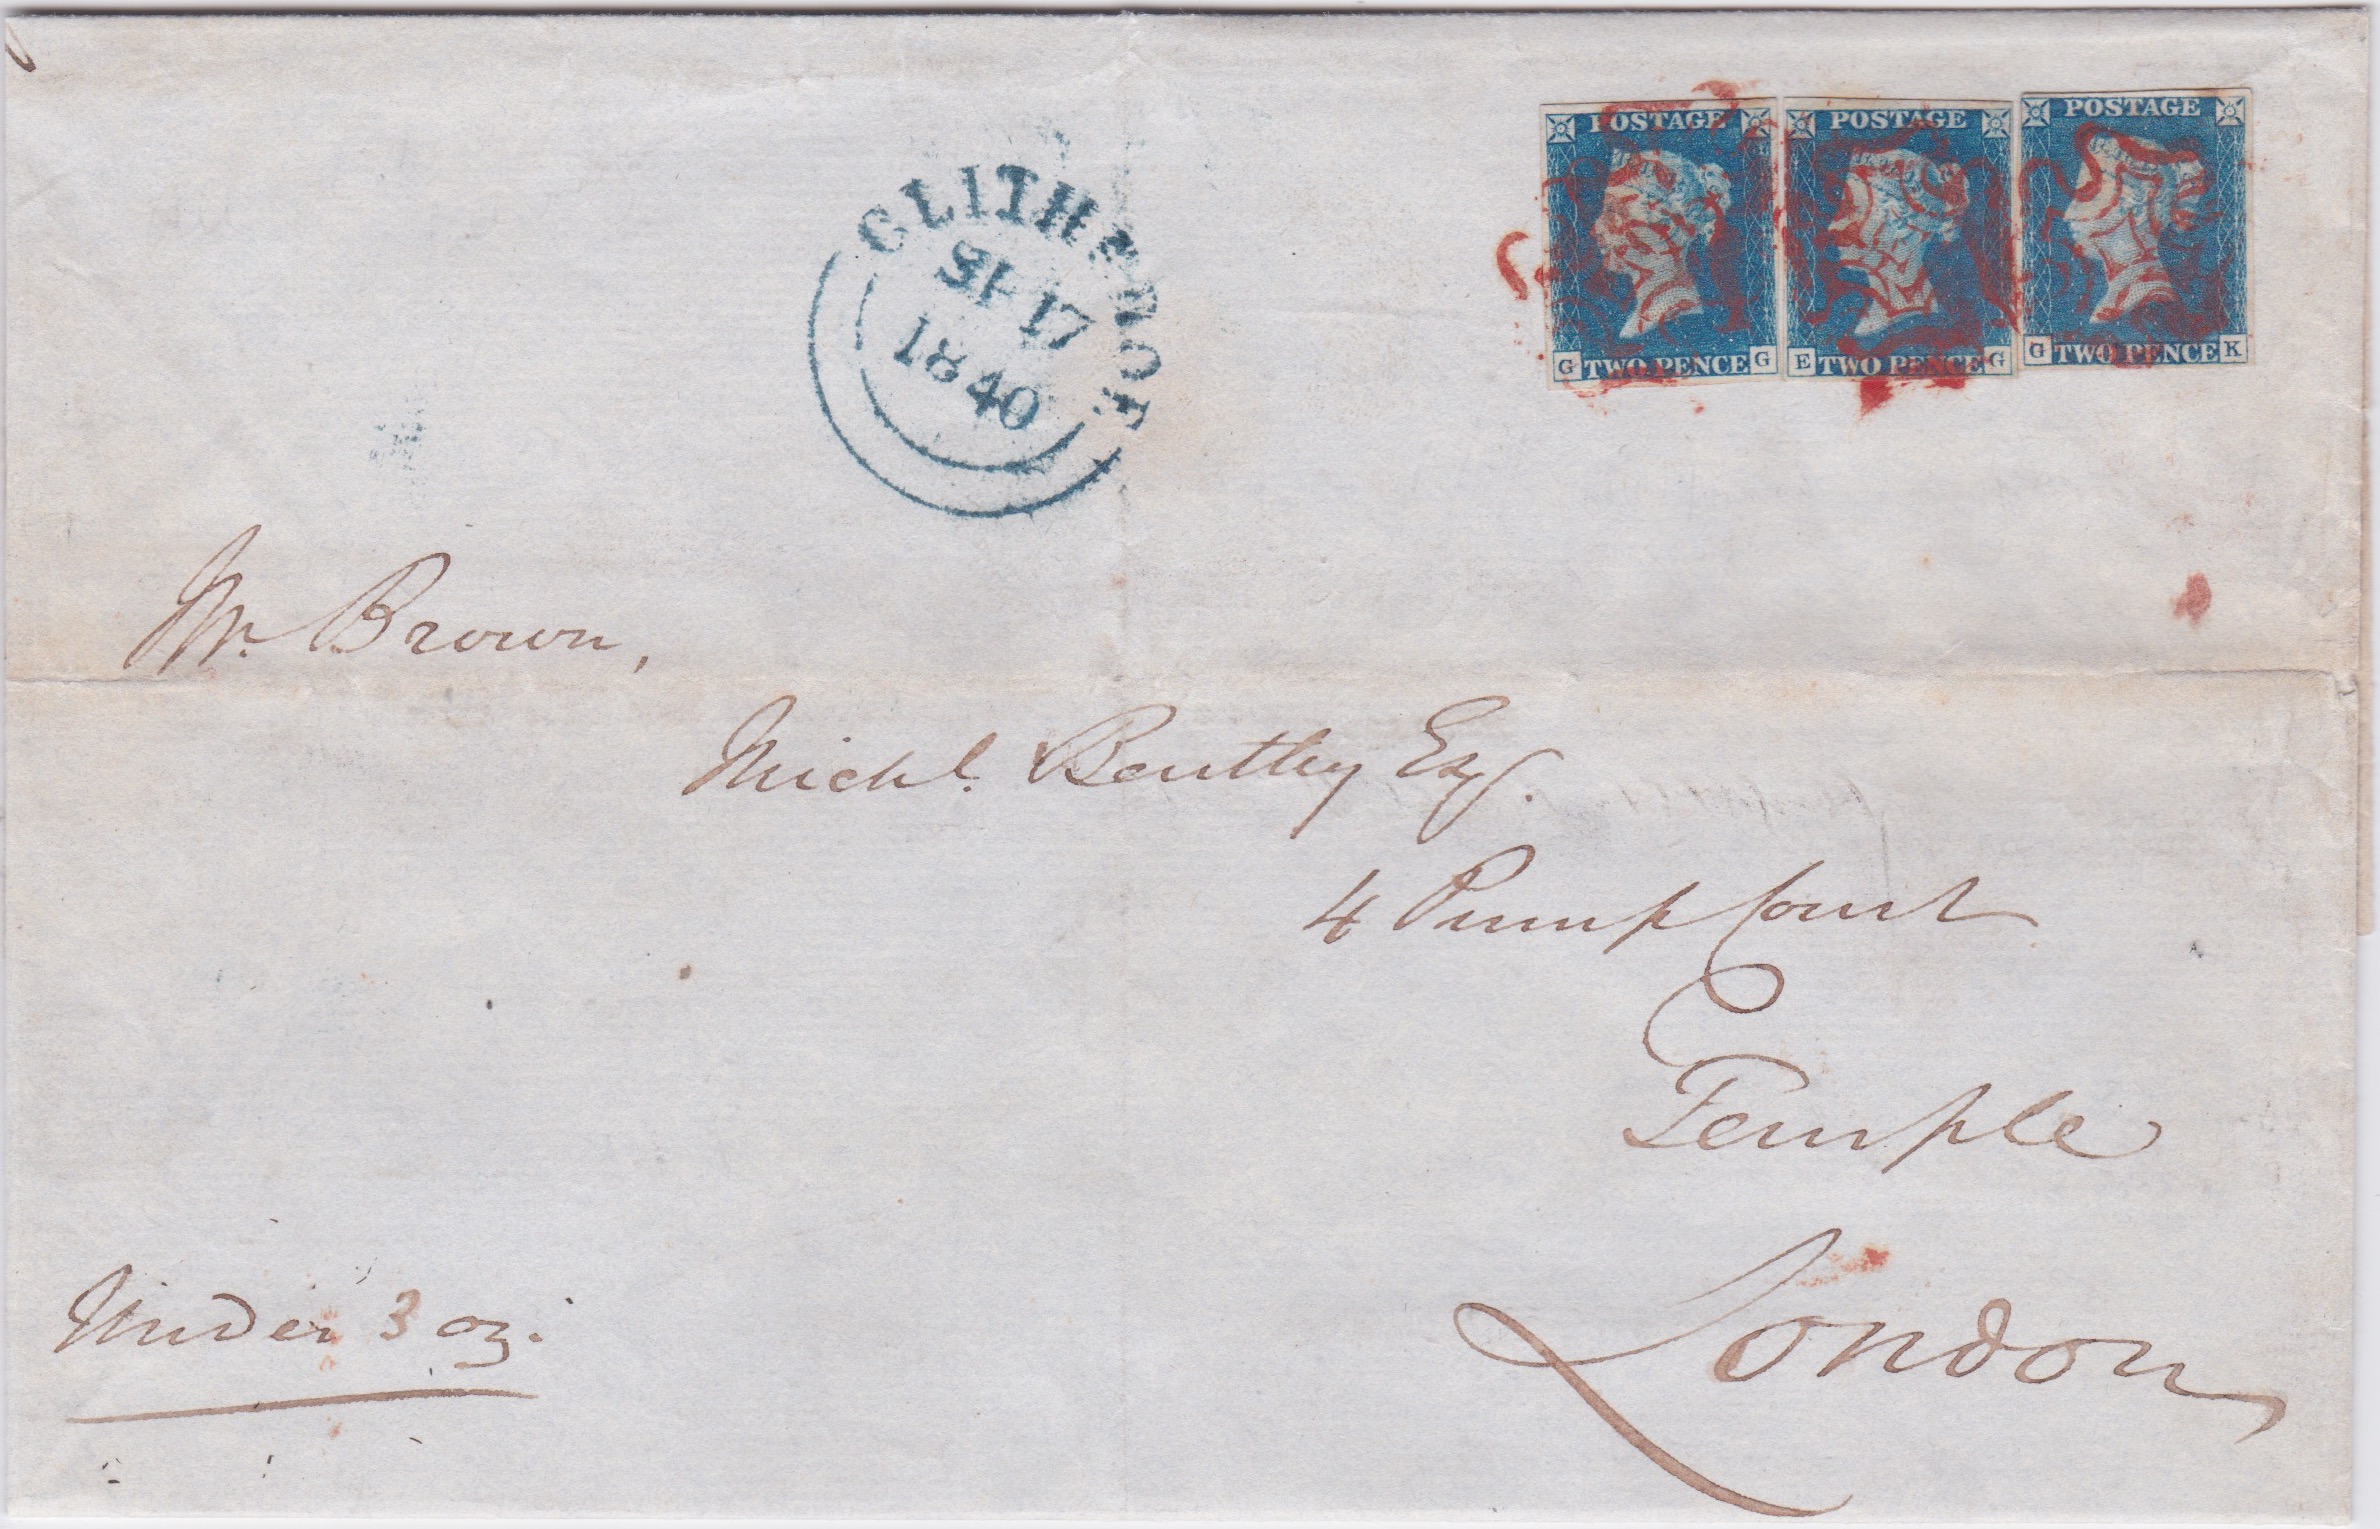 POSTAGE POSTAGE POSTAGE
G TWO PENCE G E TWO PENCE G G TWO PENCE K
CLITHEROE
17
1840
Mr. Brown,
Michl. Bentley Esq.
4 Pump Court
Temple
London
Under 3 oz.